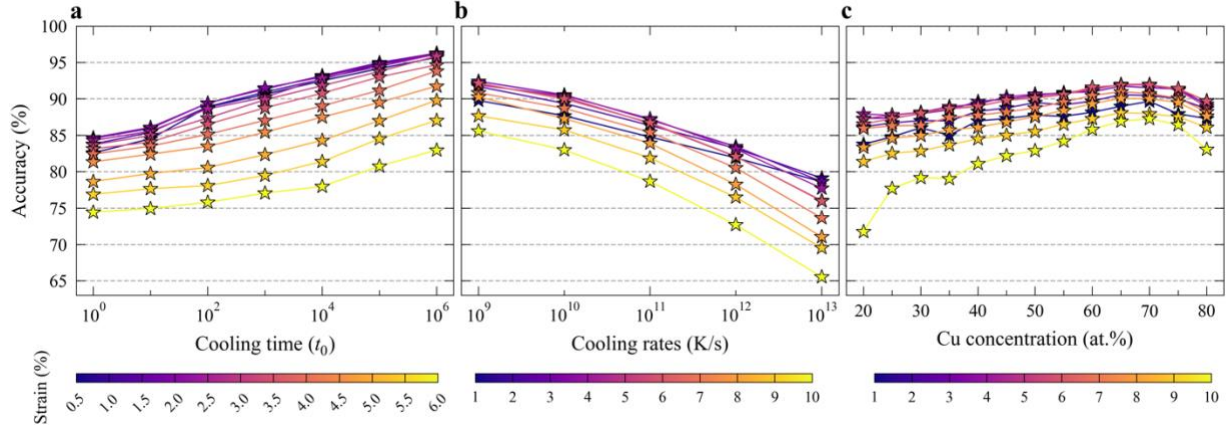 a b c
100
95
90
85
80
75
70
65
Accuracy (%)
10^0 10^2 10^4 10^6
Cooling time (t_0)
10^9 10^10 10^11 10^12 10^13
Cooling rates (K/s)
20 30 40 50 60 70 80
Cu concentration (at.%)
Strain (%)
0.5 1.0 1.5 2.0 2.5 3.0 3.5 4.0 4.5 5.0 5.5 6.0
1 2 3 4 5 6 7 8 9 10
1 2 3 4 5 6 7 8 9 10